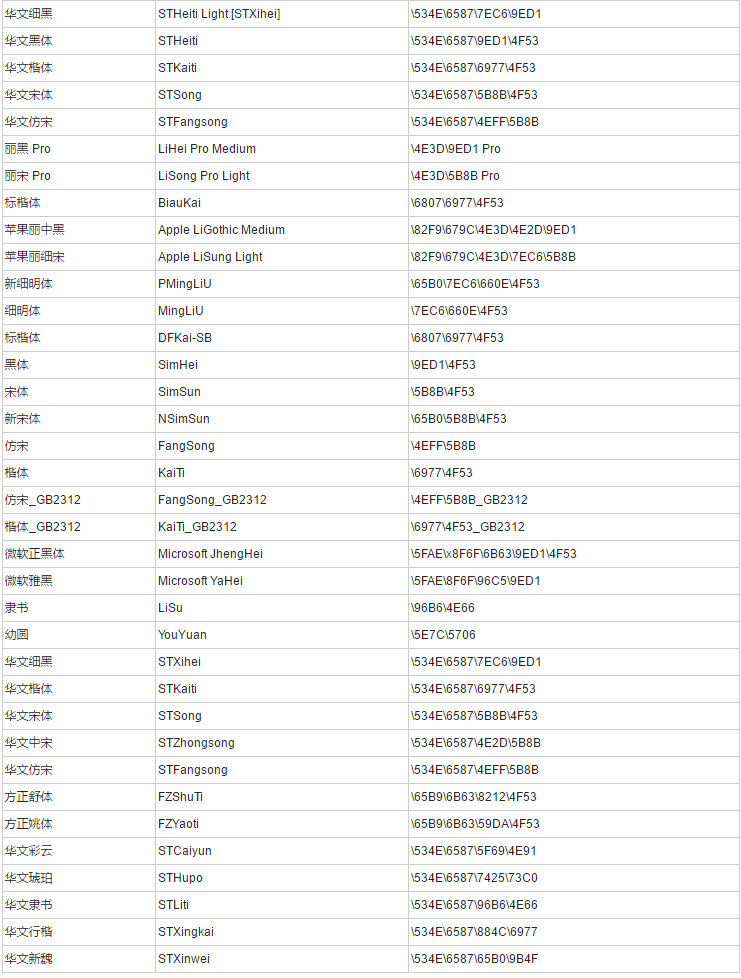 华文细黑 STHeiti Light [STXihei] \534E\6587\7EC6\9ED1
华文黑体 STHeiti \534E\6587\9ED1\4F53
华文楷体 STKaiti \534E\6587\6977\4F53
华文宋体 STSong \534E\6587\5B8B\4F53
华文仿宋 STFangsong \534E\6587\4EFF\5B8B
丽黑 Pro LiHei Pro Medium \4E3D\9ED1 Pro
丽宋 Pro LiSong Pro Light \4E3D\5B8B Pro
标楷体 BiauKai \6807\6977\4F53
苹果丽中黑 Apple LiGothic Medium \82F9\679C\4E3D\4E2D\9ED1
苹果丽细宋 Apple LiSung Light \82F9\679C\4E3D\7EC6\5B8B
新细明体 PMingLiU \65B0\7EC6\660E\4F53
细明体 MingLiU \7EC6\660E\4F53
标楷体 DFKai-SB \6807\6977\4F53
黑体 SimHei \9ED1\4F53
宋体 SimSun \5B8B\4F53
新宋体 NSimSun \65B0\5B8B\4F53
仿宋 FangSong \4EFF\5B8B
楷体 KaiTi \6977\4F53
仿宋_GB2312 FangSong_GB2312 \4EFF\5B8B_GB2312
楷体_GB2312 KaiTi_GB2312 \6977\4F53_GB2312
微软正黑体 Microsoft JhengHei \5FAE\x8F6F\6B63\9ED1\4F53
微软雅黑 Microsoft YaHei \5FAE\8F6F\96C5\9ED1
隶书 LiSu \96B6\4E66
幼圆 YouYuan \5E7C\5706
华文细黑 STXihei \534E\6587\7EC6\9ED1
华文楷体 STKaiti \534E\6587\6977\4F53
华文宋体 STSong \534E\6587\5B8B\4F53
华文中宋 STZhongsong \534E\6587\4E2D\5B8B
华文仿宋 STFangsong \534E\6587\4EFF\5B8B
方正舒体 FZShuTi \65B9\6B63\8212\4F53
方正姚体 FZYaoti \65B9\6B63\59DA\4F53
华文彩云 STCaiyun \534E\6587\5F69\4E91
华文琥珀 STHupo \534E\6587\7425\73C0
华文隶书 STLiti \534E\6587\96B6\4E66
华文行楷 STXingkai \534E\6587\884C\6977
华文新魏 STXinwei \534E\6587\65B0\9B4F